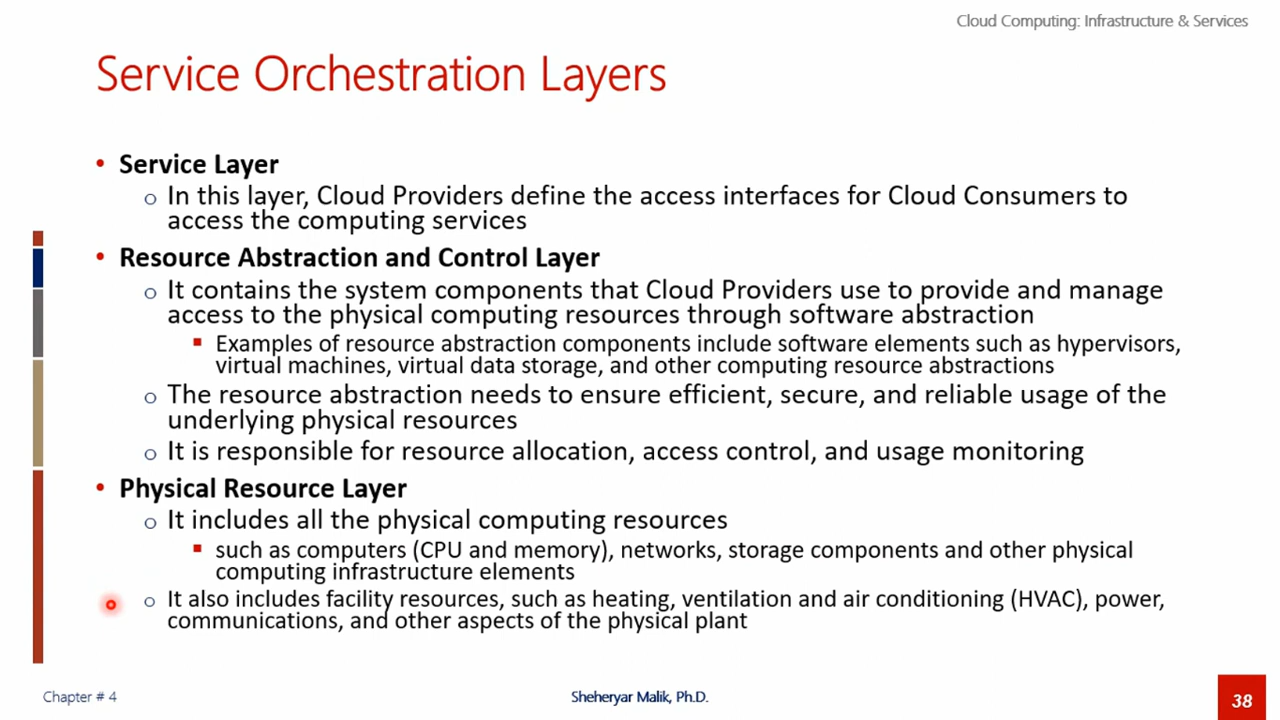 Cloud Computing: Infrastructure & Services
Service Orchestration Layers
• Service Layer
o In this layer, Cloud Providers define the access interfaces for Cloud Consumers to
access the computing services
• Resource Abstraction and Control Layer
o It contains the system components that Cloud Providers use to provide and manage
access to the physical computing resources through software abstraction
▪ Examples of resource abstraction components include software elements such as hypervisors,
virtual machines, virtual data storage, and other computing resource abstractions
o The resource abstraction needs to ensure efficient, secure, and reliable usage of the
underlying physical resources
o It is responsible for resource allocation, access control, and usage monitoring
• Physical Resource Layer
o It includes all the physical computing resources
▪ such as computers (CPU and memory), networks, storage components and other physical
computing infrastructure elements
o It also includes facility resources, such as heating, ventilation and air conditioning (HVAC), power,
communications, and other aspects of the physical plant
Chapter # 4
Sheheryar Malik, Ph.D.
38